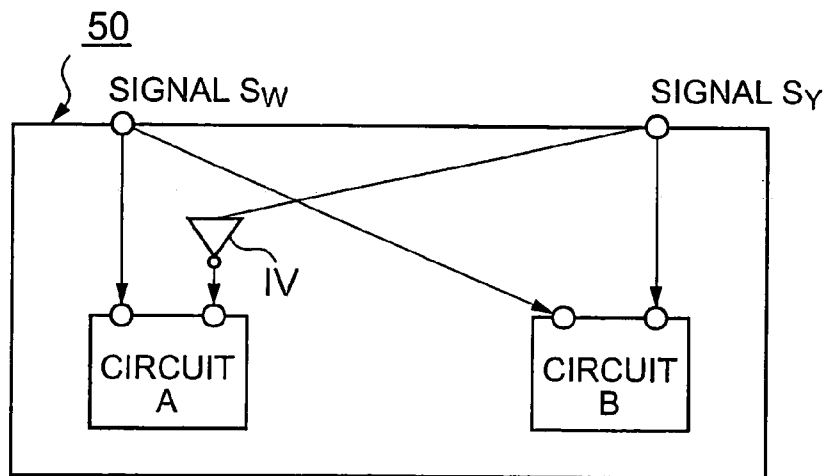 50
SIGNAL SW
SIGNAL SY
IV
CIRCUIT
A
CIRCUIT
B